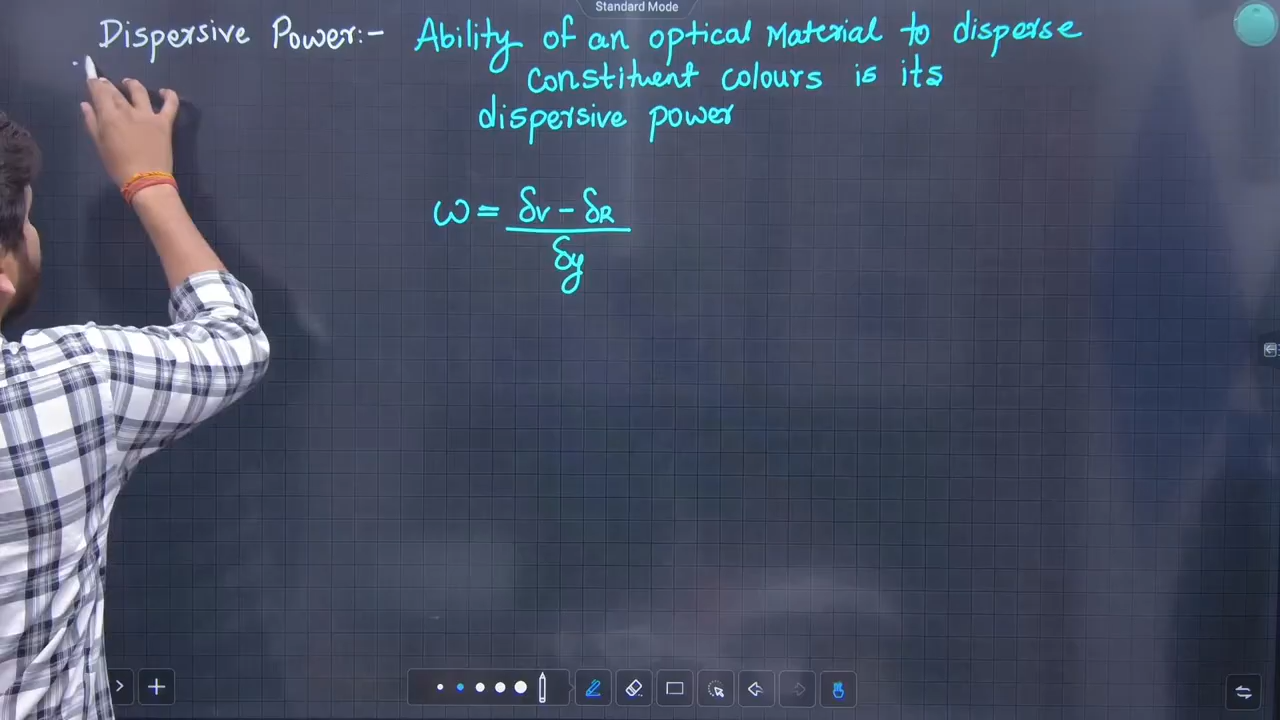 Standard Mode
Dispersive Power:- Ability of an optical Material to disperse
constituent colours is its
dispersive power
ω = δv - δR
δy